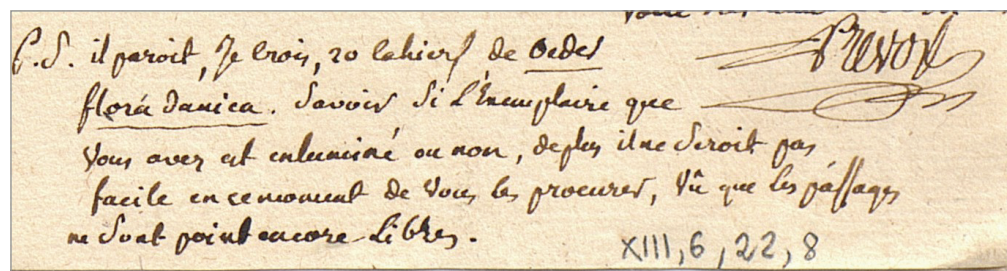 Prevost
P.S. il paroit, Je crois, 20 Cahiers de Oeder
flora Danica. Savoir Si L'Exemplaire que
Vous avez est enluminé ou non, deplus il ne Seroit pas
facile en ce moment de Vous les procurer, Vû que les passages
ne Sont point encore Libres.
XIII, 6, 22, 8